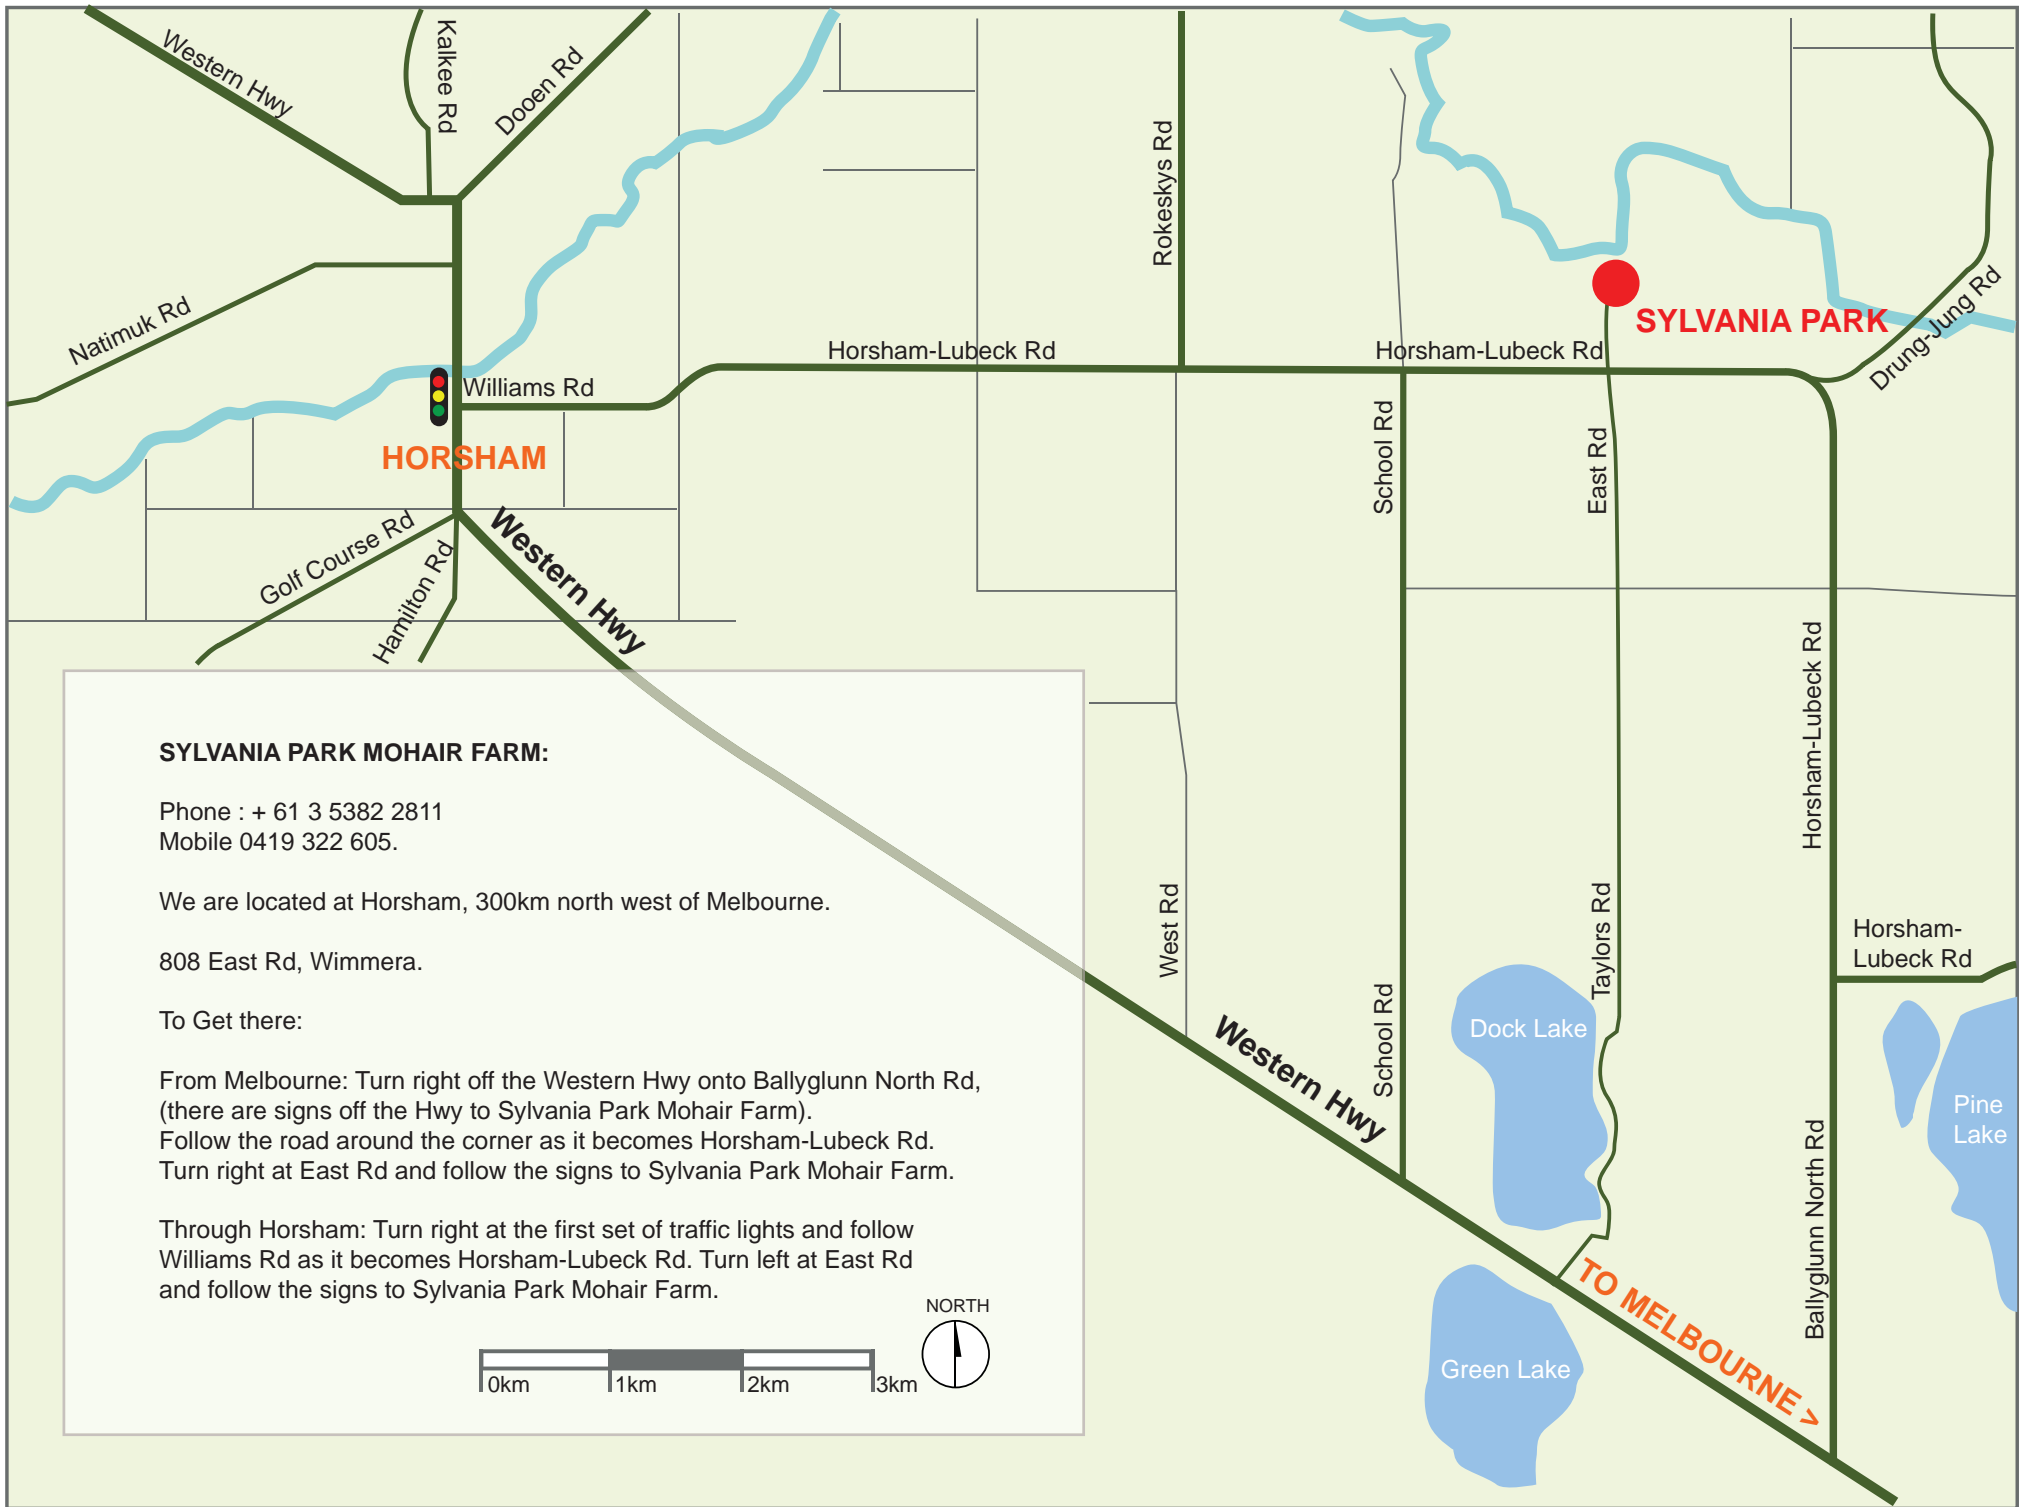 Western Hwy
Kalkee Rd
Dooen Rd
Rokeskys Rd
Natimuk Rd
SYLVANIA PARK
Drung-Jung Rd
Horsham-Lubeck Rd
Horsham-Lubeck Rd
Williams Rd
HORSHAM
School Rd
East Rd
Golf Course Rd
Hamilton Rd
Western Hwy
Horsham-Lubeck Rd
SYLVANIA PARK MOHAIR FARM:
Phone : + 61 3 5382 2811
Mobile 0419 322 605.
We are located at Horsham, 300km north west of Melbourne.
808 East Rd, Wimmera.
To Get there:
From Melbourne: Turn right off the Western Hwy onto Ballyglunn North Rd,
(there are signs off the Hwy to Sylvania Park Mohair Farm).
Follow the road around the corner as it becomes Horsham-Lubeck Rd.
Turn right at East Rd and follow the signs to Sylvania Park Mohair Farm.
Through Horsham: Turn right at the first set of traffic lights and follow
Williams Rd as it becomes Horsham-Lubeck Rd. Turn left at East Rd
and follow the signs to Sylvania Park Mohair Farm.
NORTH
0km
1km
2km
3km
West Rd
Taylors Rd
Horsham-
Lubeck Rd
School Rd
Dock Lake
Western Hwy
Pine
Lake
Ballyglunn North Rd
TO MELBOURNE >
Green Lake